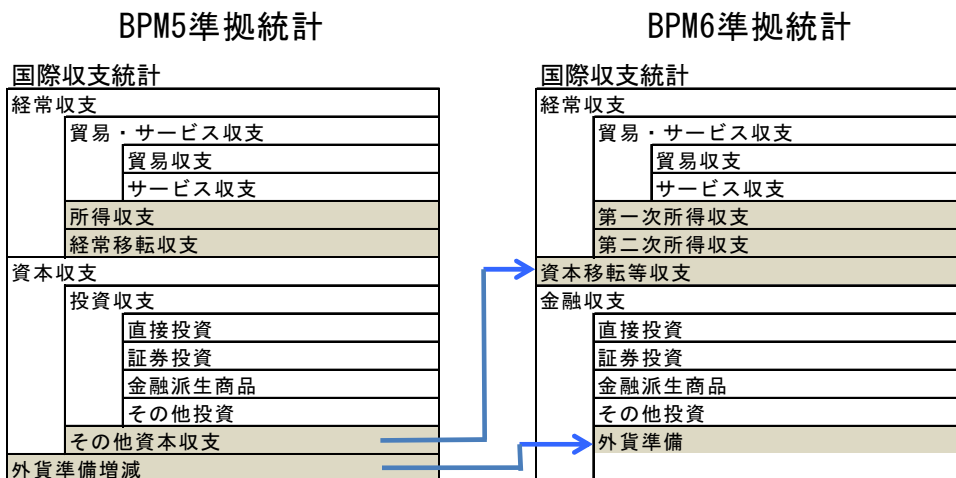 BPM5準拠統計
国際収支統計
経常収支
貿易・サービス収支
貿易収支
サービス収支
所得収支
経常移転収支
資本収支
投資収支
直接投資
証券投資
金融派生商品
その他投資
その他資本収支
外貨準備増減
BPM6準拠統計
国際収支統計
経常収支
貿易・サービス収支
貿易収支
サービス収支
第一次所得収支
第二次所得収支
資本移転等収支
金融収支
直接投資
証券投資
金融派生商品
その他投資
外貨準備